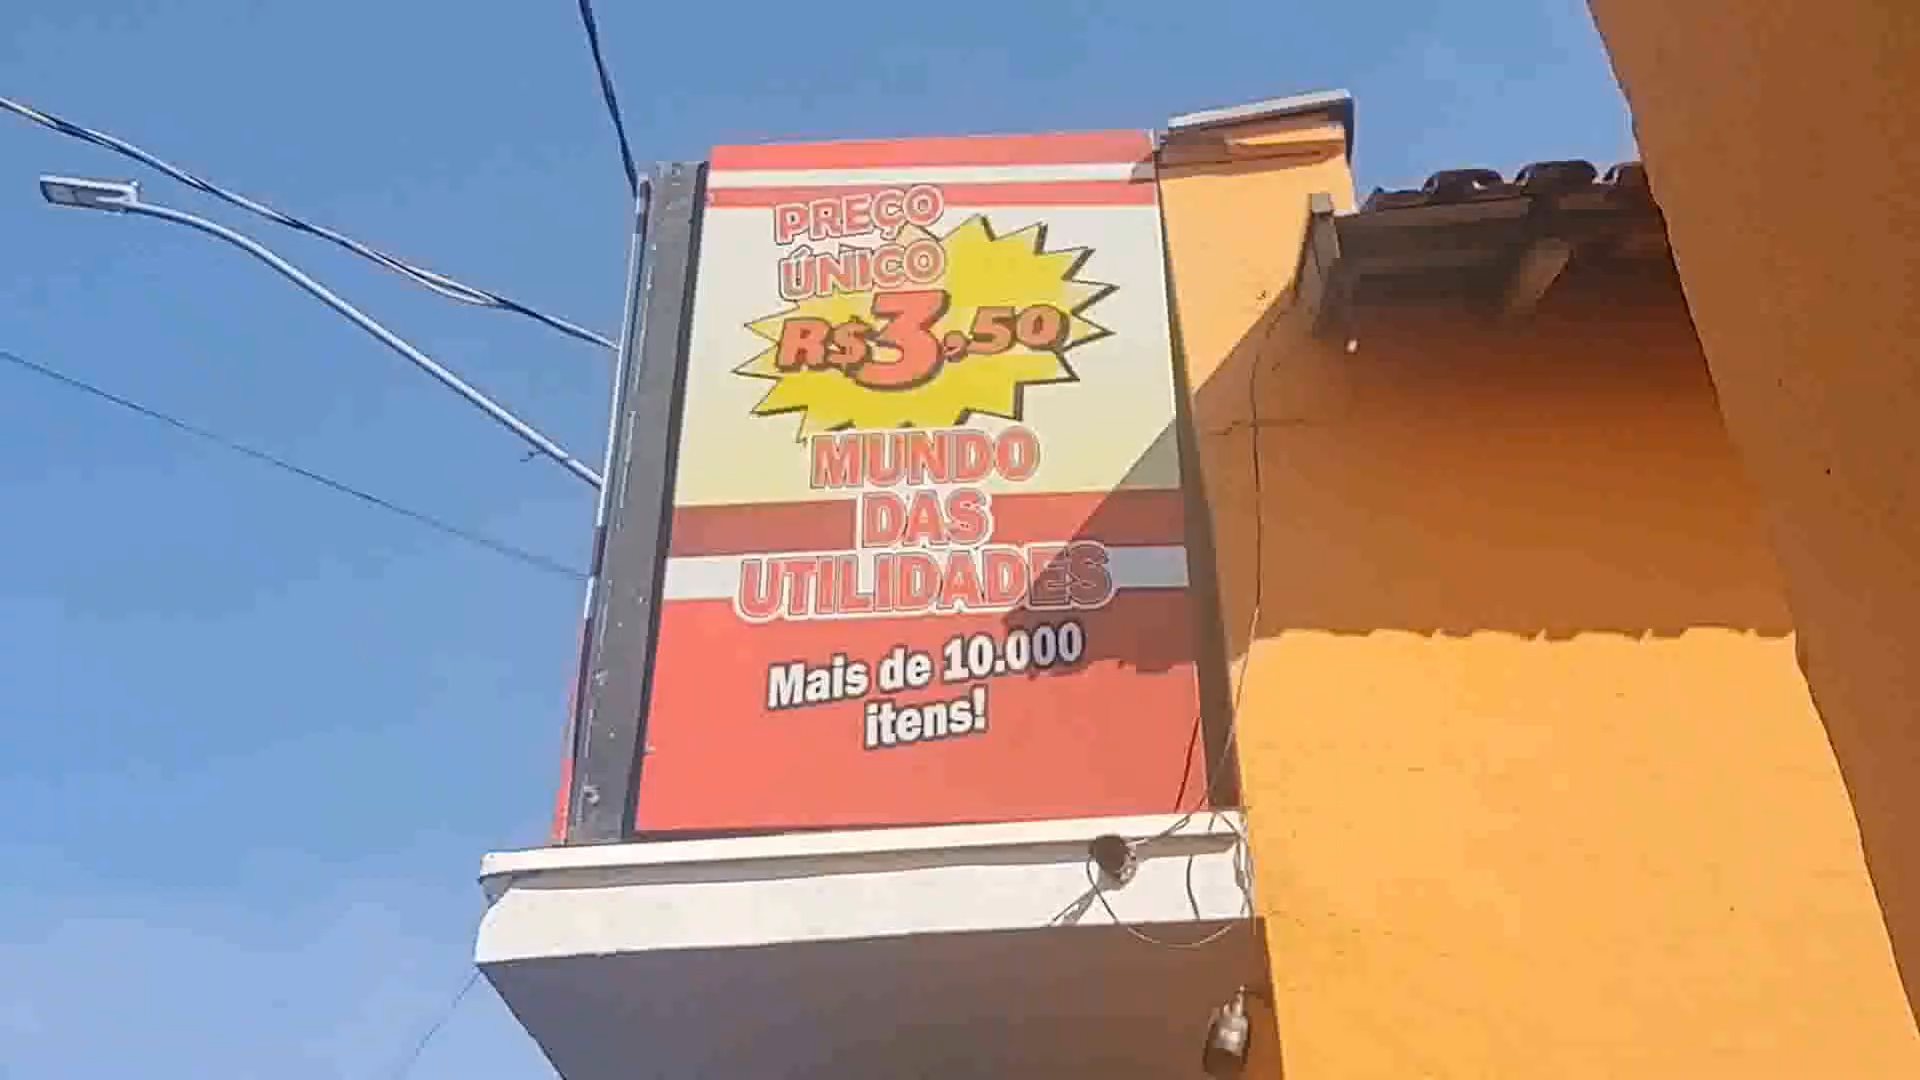 PREÇO
ÚNICO
R$3,50
MUNDO
DAS
UTILIDADES
Mais de 10.000
itens!